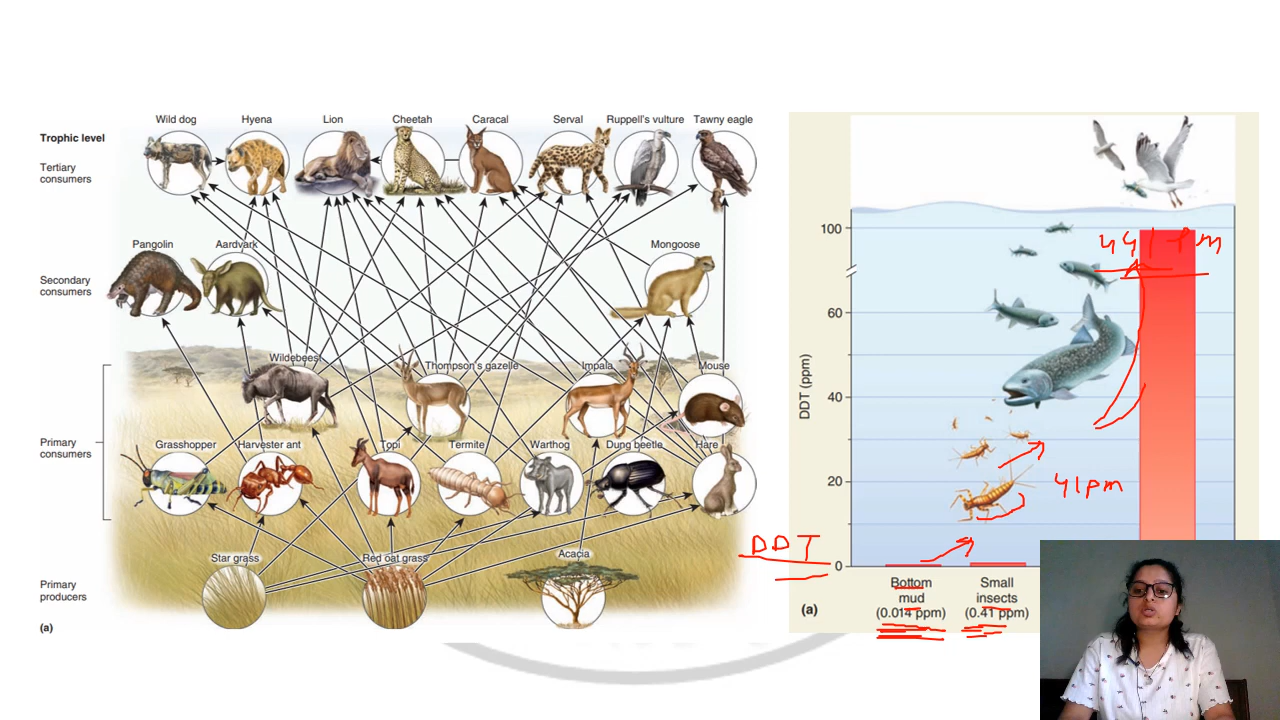 Wild dog Hyena Lion Cheetah Caracal Serval Ruppell's vulture Tawny eagle
Trophic level
Tertiary
consumers
Pangolin Aardvark Mongoose
Secondary
consumers
Wildebeest Thompson's gazelle Impala Mouse
Primary
consumers
Grasshopper Harvester ant Topi Termite Warthog Dung beetle Hare
Star grass Red oat grass Acacia
Primary
producers
(a)
DDT
DDT (ppm)
100
60
40
20
0
441 pm
41pm
Bottom
mud
(0.014 ppm)
Small
insects
(0.41 ppm)
(a)